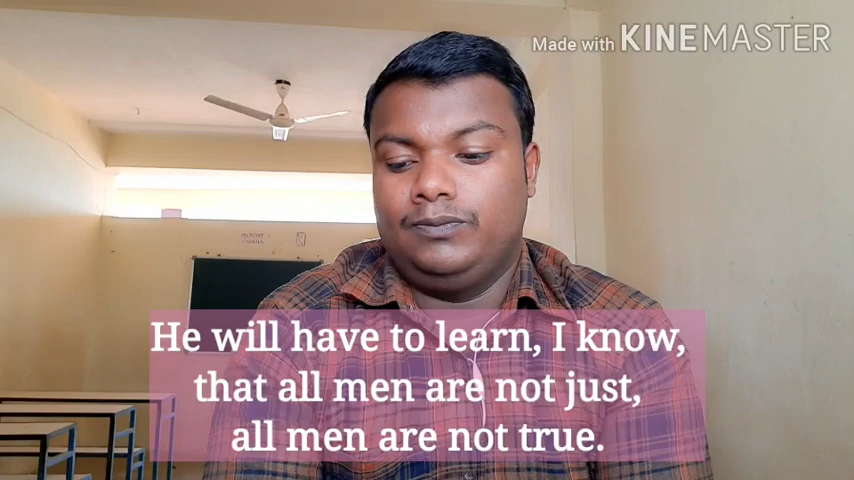 Made with KINEMASTER
He will have to learn, I know,
that all men are not just,
all men are not true.